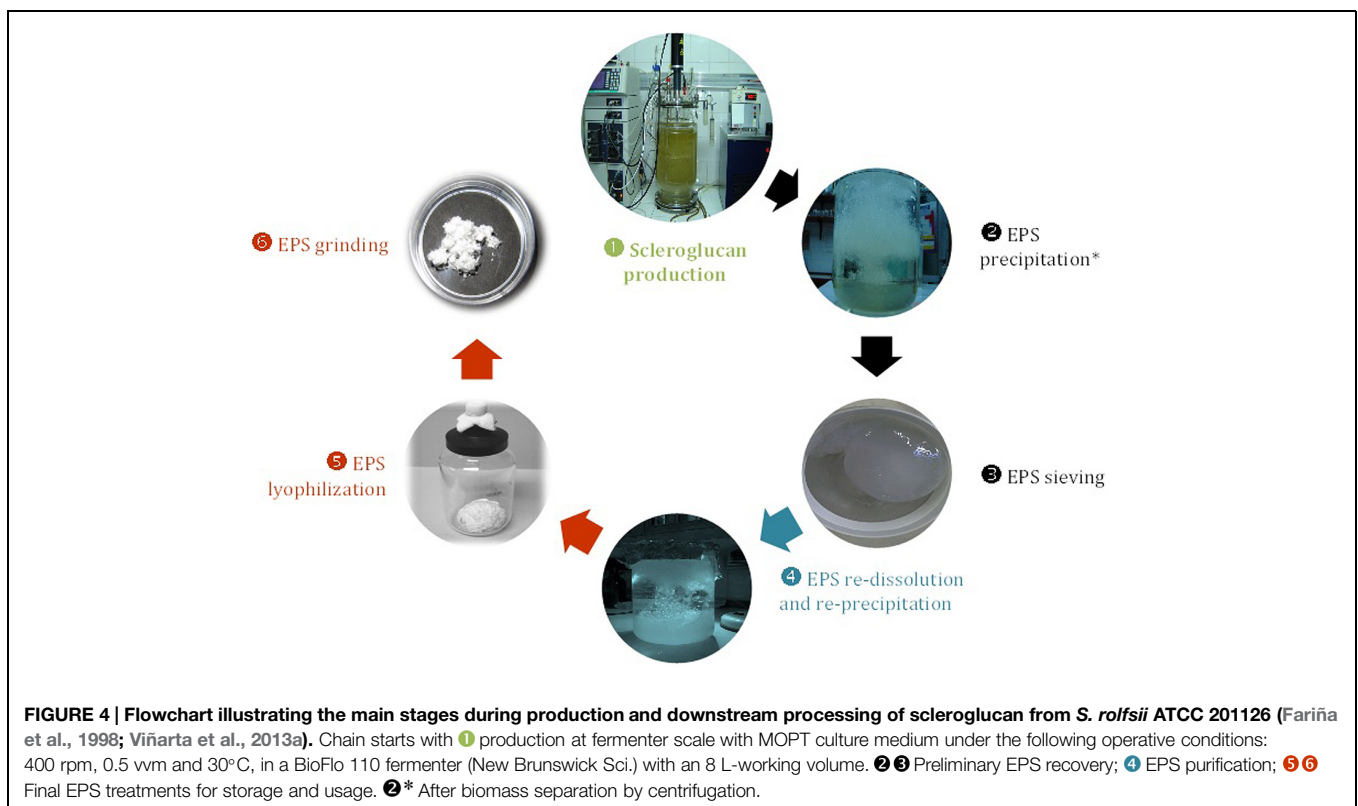 ❶ Scleroglucan
production
❷ EPS
precipitation*
❸ EPS sieving
❹ EPS re-dissolution
and re-precipitation
❺ EPS
lyophilization
❻ EPS grinding
FIGURE 4 | Flowchart illustrating the main stages during production and downstream processing of scleroglucan from S. rolfsii ATCC 201126 (Fariña
et al., 1998; Viñarta et al., 2013a). Chain starts with ❶ production at fermenter scale with MOPT culture medium under the following operative conditions:
400 rpm, 0.5 vvm and 30°C, in a BioFlo 110 fermenter (New Brunswick Sci.) with an 8 L-working volume. ❷❸ Preliminary EPS recovery; ❹ EPS purification; ❺❻
Final EPS treatments for storage and usage. ❷* After biomass separation by centrifugation.